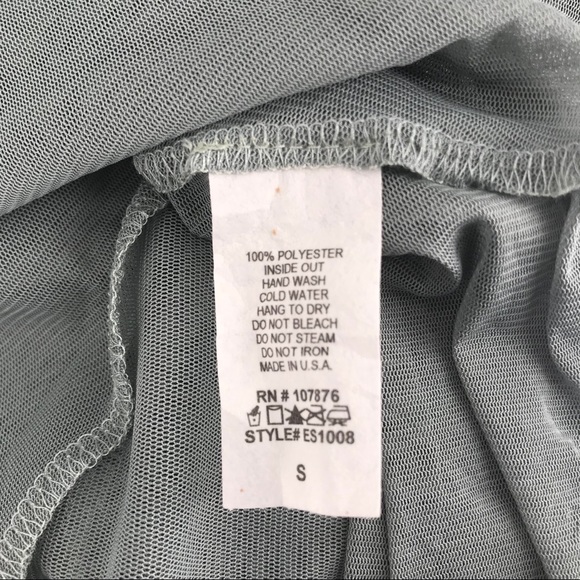 100% POLYESTER
INSIDE OUT
HAND WASH
COLD WATER
HANG TO DRY
DO NOT BLEACH
DO NOT STEAM
DO NOT IRON
MADE IN U.S.A.
RN # 107876
STYLE# ES1008
S